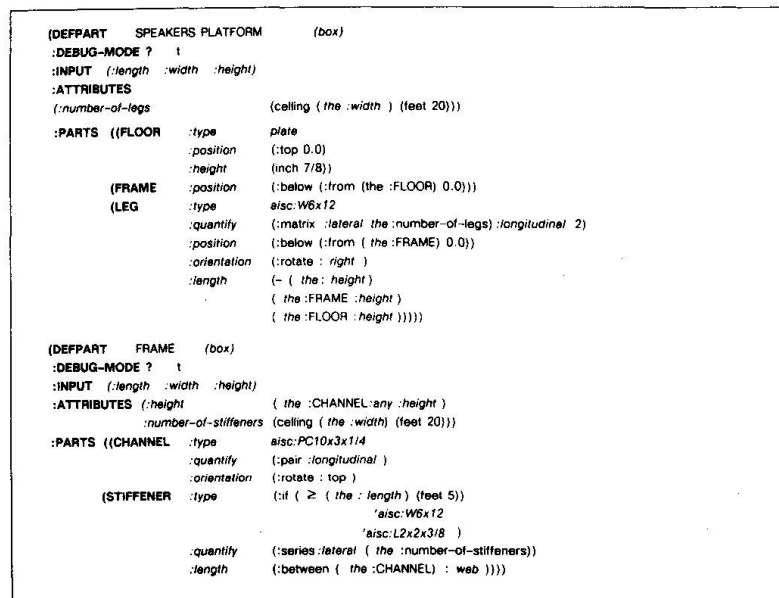 (DEFPART SPEAKERS PLATFORM (box)
:DEBUG-MODE ? t
:INPUT (:length :width :height)
:ATTRIBUTES
(:number-of-legs (ceiling ( the :width ) (feet 20)))
:PARTS ((FLOOR :type plate
:position (:top 0.0)
:height (inch 7/8))
(FRAME :position (:below (:from (the :FLOOR) 0.0)))
(LEG :type aisc:W6x12
:quantify (:matrix :lateral the :number-of-legs) :longitudinal 2)
:position (:below (:from ( the :FRAME) 0.0))
:orientation (:rotate : right )
:length (- ( the : height )
( the :FRAME :height )
( the :FLOOR :height )))))
(DEFPART FRAME (box)
:DEBUG-MODE ? t
:INPUT (:length :width :height)
:ATTRIBUTES (:height ( the :CHANNEL:any :height )
:number-of-stiffeners (ceiling ( the :width) (feet 20)))
:PARTS ((CHANNEL :type aisc:PC10x3x1/4
:quantify (:pair :longitudinal )
:orientation (:rotate : top )
(STIFFENER :type (:if ( ≥ ( the : length ) (feet 5))
'aisc:W6x12
'aisc:L2x2x3/8 )
:quantify (:series :lateral ( the :number-of-stiffeners))
:length (:between ( the :CHANNEL) : web ))))